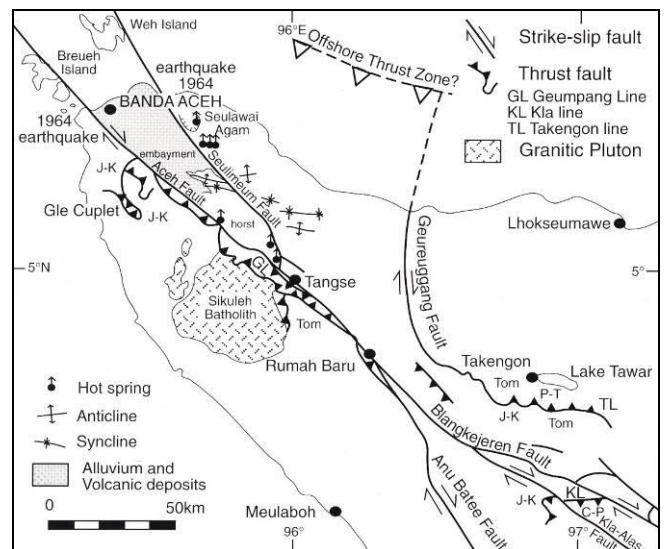 Weh Island
Breueh
Island
1964
earthquake
BANDA ACEH
earthquake
1964
Seulawai
Agam
embayment
Aceh Fault
Seulimeum Fault
J-K
J-K
Gle Cuplet
horst
5°N
GL
Tangse
Sikuleh
Batholith
Tom
Rumah Baru
96°E
Offshore Thrust Zone?
Geureuggang Fault
Lhokseumawe
5°
Takengon
Lake Tawar
Tom
P-T
J-K
Tom
TL
Blangkejeren Fault
Anu Batee Fault
J-K
KL
C-P
Kla-Alas
Fault
Meulaboh
96°
97°
Strike-slip fault
Thrust fault
GL Geumpang Line
KL Kla line
TL Takengon line
Granitic Pluton
Hot spring
Anticline
Syncline
Alluvium and
Volcanic deposits
0
50km